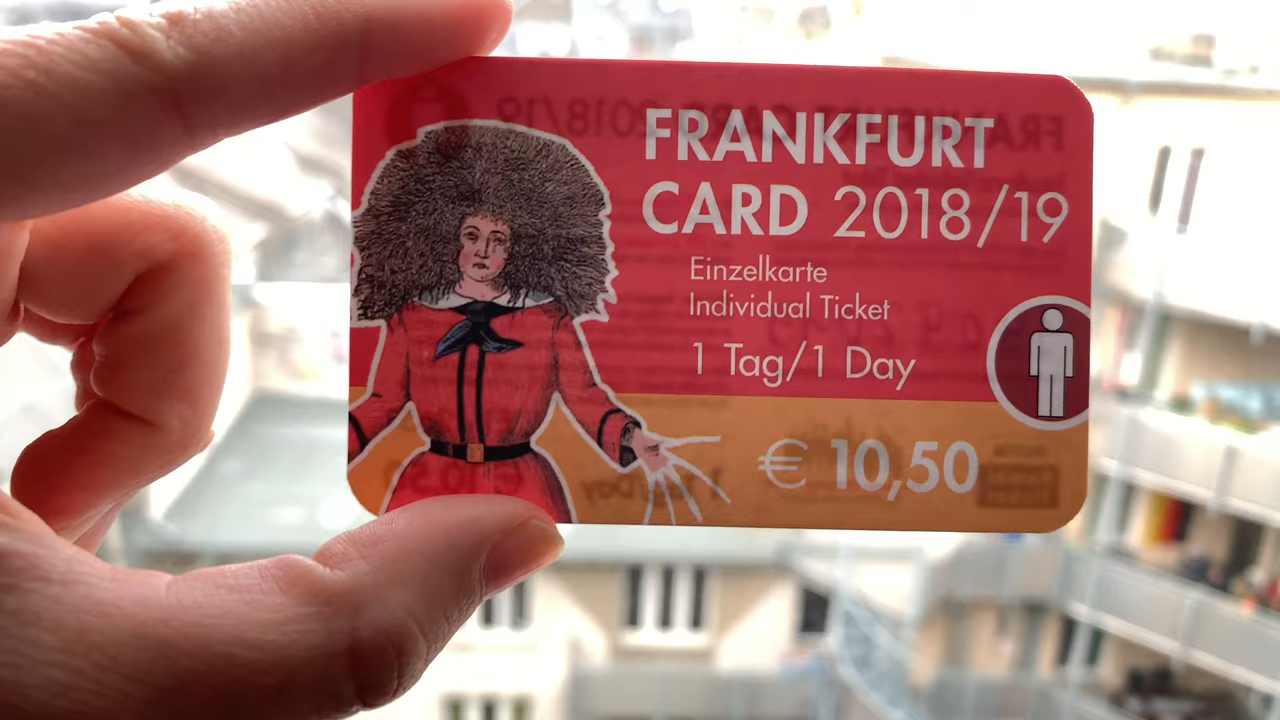 FRANKFURT
CARD 2018/19
Einzelkarte
Individual Ticket
1 Tag/1 Day
€ 10,50